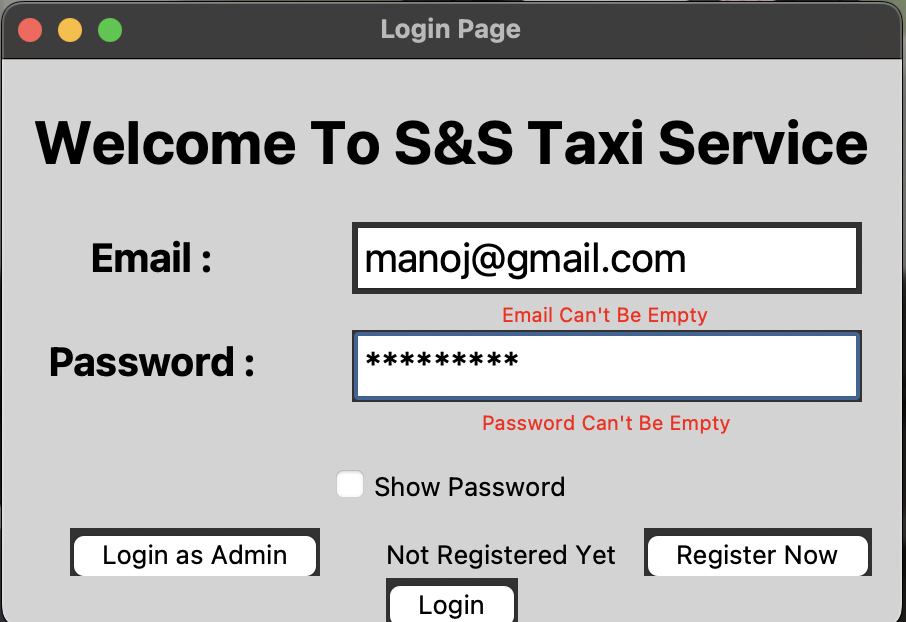 Login Page
Welcome To S&S Taxi Service
Email : manoj@gmail.com
Email Can't Be Empty
Password : *********
Password Can't Be Empty
Show Password
Login as Admin Not Registered Yet Register Now
Login